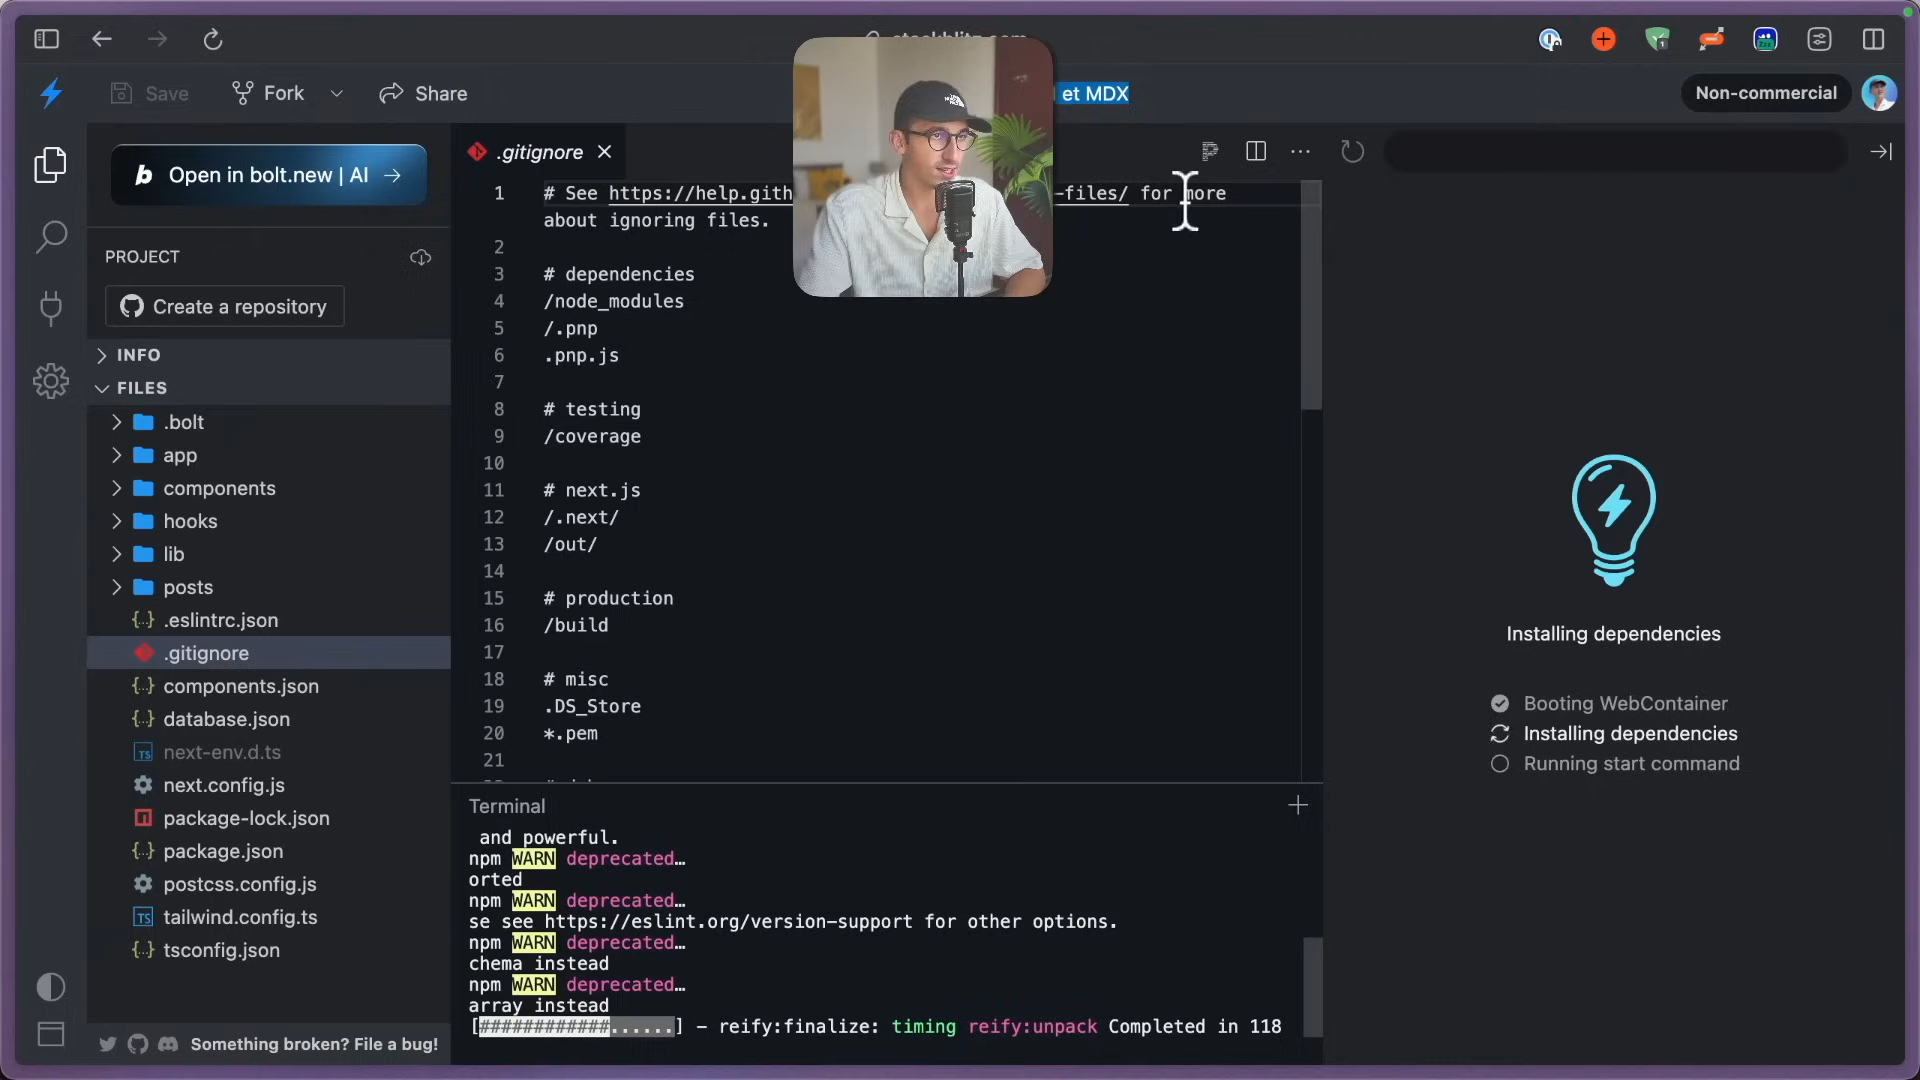 Save
Fork
Share
et MDX
Non-commercial
b Open in bolt.new | AI →
.gitignore
PROJECT
Create a repository
INFO
FILES
.bolt
app
components
hooks
lib
posts
{..} .eslintrc.json
.gitignore
{..} components.json
{..} database.json
TS next-env.d.ts
next.config.js
package-lock.json
{..} package.json
postcss.config.js
TS tailwind.config.ts
{..} tsconfig.json
Something broken? File a bug!
1 # See https://help.gith -files/ for more
about ignoring files.
2
3 # dependencies
4 /node_modules
5 /.pnp
6 .pnp.js
7
8 # testing
9 /coverage
10
11 # next.js
12 /.next/
13 /out/
14
15 # production
16 /build
17
18 # misc
19 .DS_Store
20 *.pem
21
Terminal
and powerful.
npm WARN deprecated…
orted
npm WARN deprecated…
se see https://eslint.org/version-support for other options.
npm WARN deprecated…
chema instead
npm WARN deprecated…
array instead
[############......] - reify:finalize: timing reify:unpack Completed in 118
Installing dependencies
Booting WebContainer
Installing dependencies
Running start command